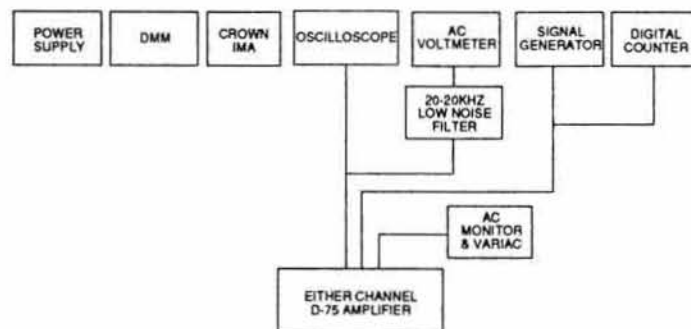 POWER
SUPPLY
DMM
CROWN
IMA
OSCILLOSCOPE
AC
VOLTMETER
SIGNAL
GENERATOR
DIGITAL
COUNTER
20-20KHZ
LOW NOISE
FILTER
AC
MONITOR
& VARIAC
EITHER CHANNEL
D-75 AMPLIFIER